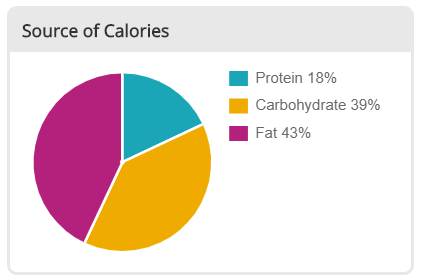 Source of Calories
Protein 18%
Carbohydrate 39%
Fat 43%